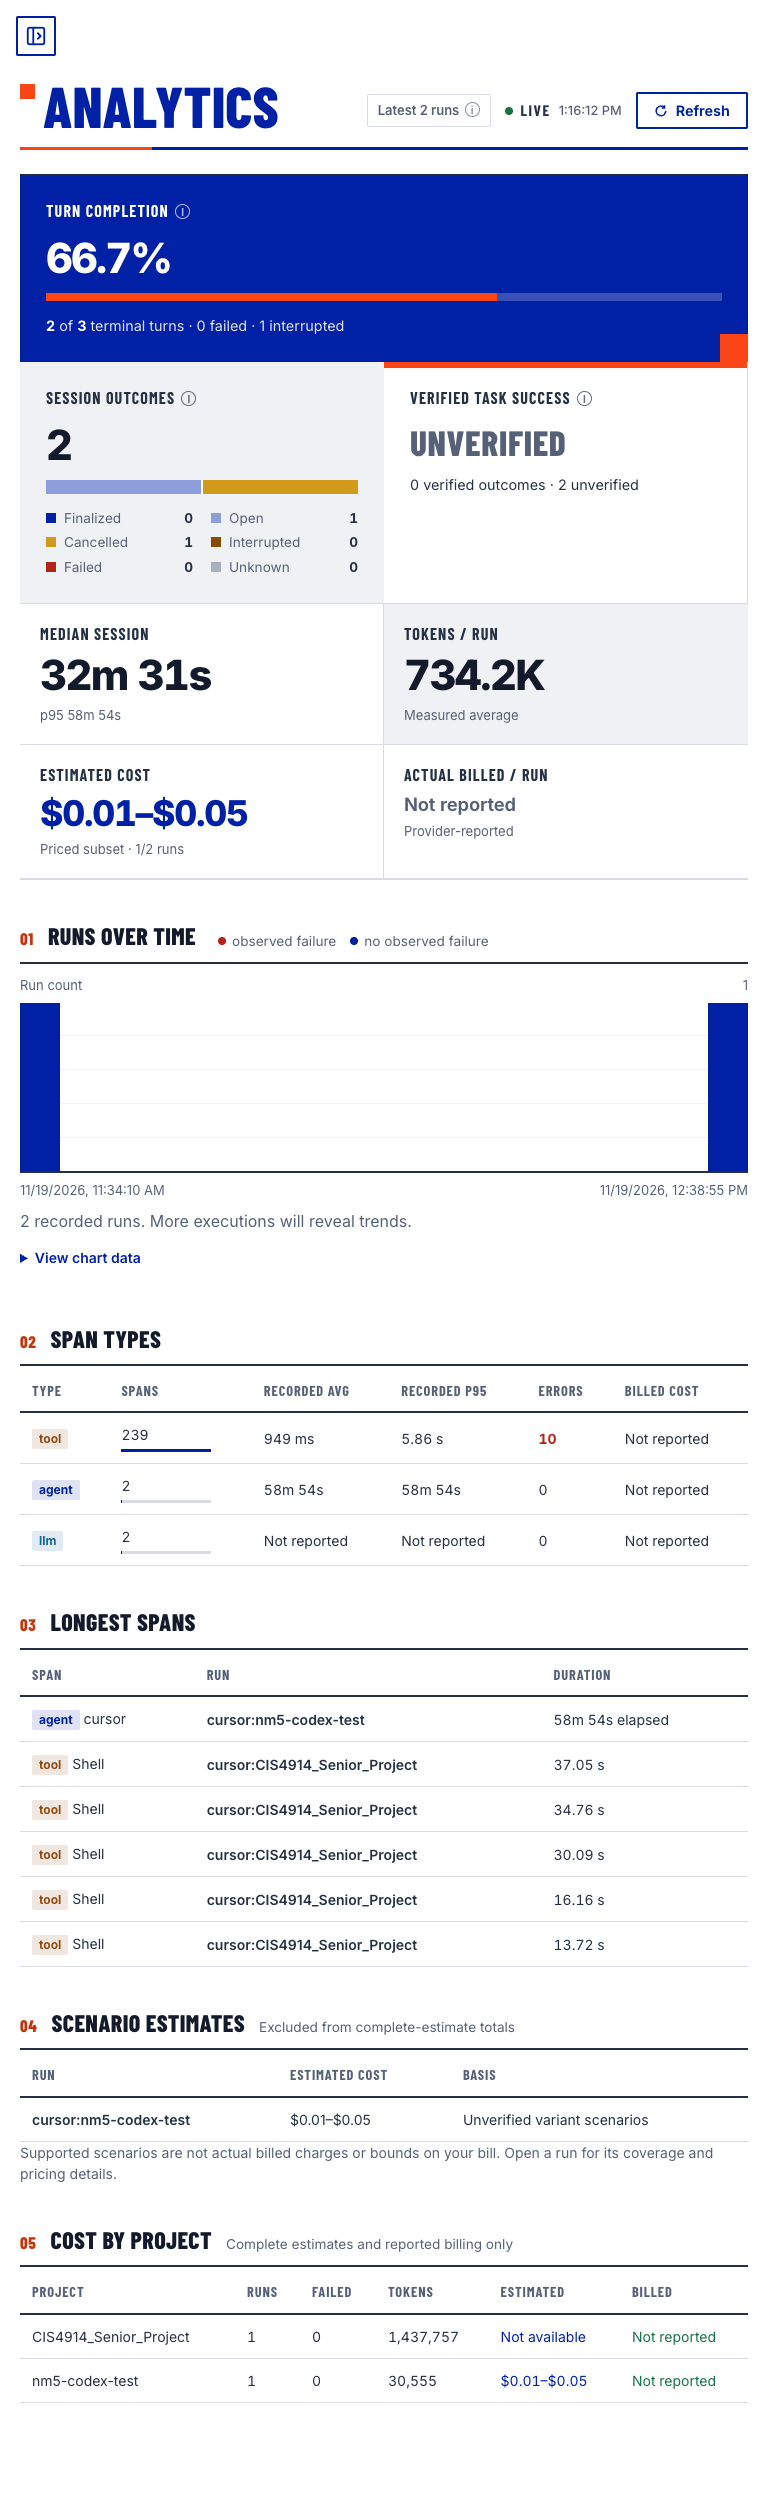 ANALYTICS
Latest 2 runs ⓘ LIVE 1:16:12 PM Refresh
TURN COMPLETION ⓘ
66.7%
2 of 3 terminal turns · 0 failed · 1 interrupted
SESSION OUTCOMES ⓘ
2
Finalized 0 Open 1
Cancelled 1 Interrupted 0
Failed 0 Unknown 0
VERIFIED TASK SUCCESS ⓘ
UNVERIFIED
0 verified outcomes · 2 unverified
MEDIAN SESSION
32m 31s
p95 58m 54s
TOKENS / RUN
734.2K
Measured average
ESTIMATED COST
$0.01–$0.05
Priced subset · 1/2 runs
ACTUAL BILLED / RUN
Not reported
Provider-reported
01 RUNS OVER TIME observed failure no observed failure
Run count 1
11/19/2026, 11:34:10 AM 11/19/2026, 12:38:55 PM
2 recorded runs. More executions will reveal trends.
View chart data
02 SPAN TYPES
TYPE SPANS RECORDED AVG RECORDED P95 ERRORS BILLED COST
tool 239 949 ms 5.86 s 10 Not reported
agent 2 58m 54s 58m 54s 0 Not reported
llm 2 Not reported Not reported 0 Not reported
03 LONGEST SPANS
SPAN RUN DURATION
agent cursor cursor:nm5-codex-test 58m 54s elapsed
tool Shell cursor:CIS4914_Senior_Project 37.05 s
tool Shell cursor:CIS4914_Senior_Project 34.76 s
tool Shell cursor:CIS4914_Senior_Project 30.09 s
tool Shell cursor:CIS4914_Senior_Project 16.16 s
tool Shell cursor:CIS4914_Senior_Project 13.72 s
04 SCENARIO ESTIMATES Excluded from complete-estimate totals
RUN ESTIMATED COST BASIS
cursor:nm5-codex-test $0.01–$0.05 Unverified variant scenarios
Supported scenarios are not actual billed charges or bounds on your bill. Open a run for its coverage and
pricing details.
05 COST BY PROJECT Complete estimates and reported billing only
PROJECT RUNS FAILED TOKENS ESTIMATED BILLED
CIS4914_Senior_Project 1 0 1,437,757 Not available Not reported
nm5-codex-test 1 0 30,555 $0.01–$0.05 Not reported